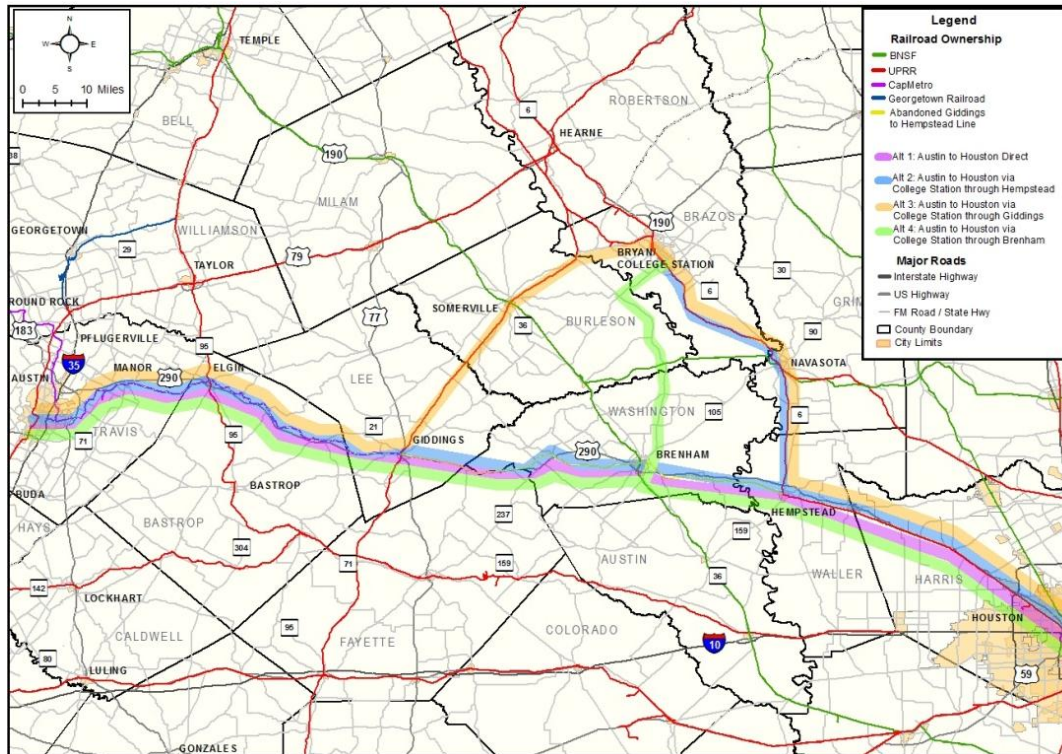 N
W E
S
0 5 10 Miles
Legend
Railroad Ownership
BNSF
UPRR
CapMetro
Georgetown Railroad
Abandoned Giddings
to Hempstead Line
Alt 1: Austin to Houston Direct
Alt 2: Austin to Houston via
College Station through Hempstead
Alt 3: Austin to Houston via
College Station through Giddings
Alt 4: Austin to Houston via
College Station through Brenham
Major Roads
Interstate Highway
US Highway
FM Road / State Hwy
County Boundary
City Limits
TEMPLE
ROBERTSON
6
BELL
HEARNE
190
38
MILAM
190
BRAZOS
GEORGETOWN
WILLIAMSON
29
79
BRYAN/
COLLEGE STATION
30
TAYLOR
6
GRIM
ROUND ROCK
SOMERVILLE
183
77
36
BURLESON
90
PFLUGERVILLE
95
35
NAVASOTA
MANOR
290
ELGIN
AUSTIN
LEE
WASHINGTON
105
6
21
71
TRAVIS
GIDDINGS
95
290
BRENHAM
BASTROP
BUDA
HEMPSTEAD
HAYS
BASTROP
237
159
304
159
AUSTIN
WALLER
HARRIS
71
36
142
LOCKHART
HOUSTON
95
COLORADO
CALDWELL
FAYETTE
10
80
59
LULING
GONZALES